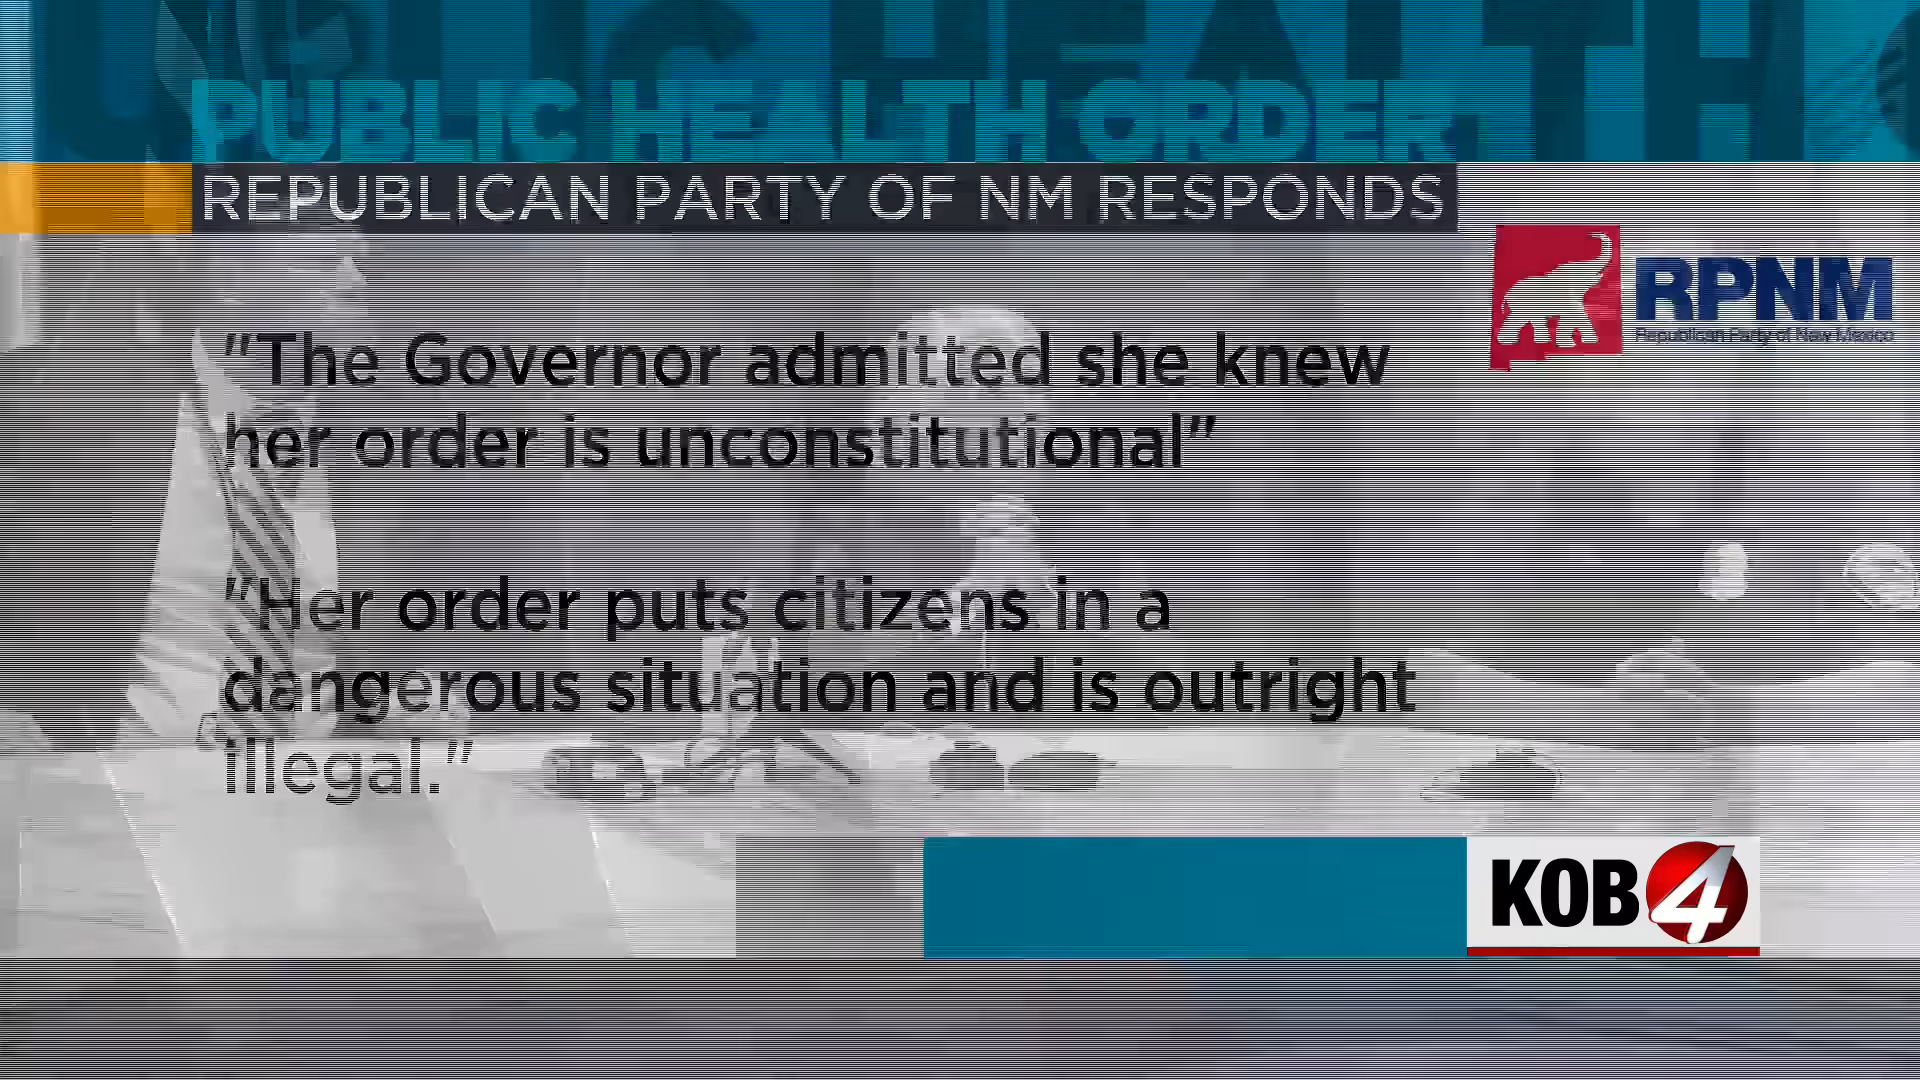 PUBLIC HEALTH ORDER
REPUBLICAN PARTY OF NM RESPONDS
RPNM
Republican Party of New Mexico
"The Governor admitted she knew
her order is unconstitutional"
"Her order puts citizens in a
dangerous situation and is outright
illegal."
KOB 4